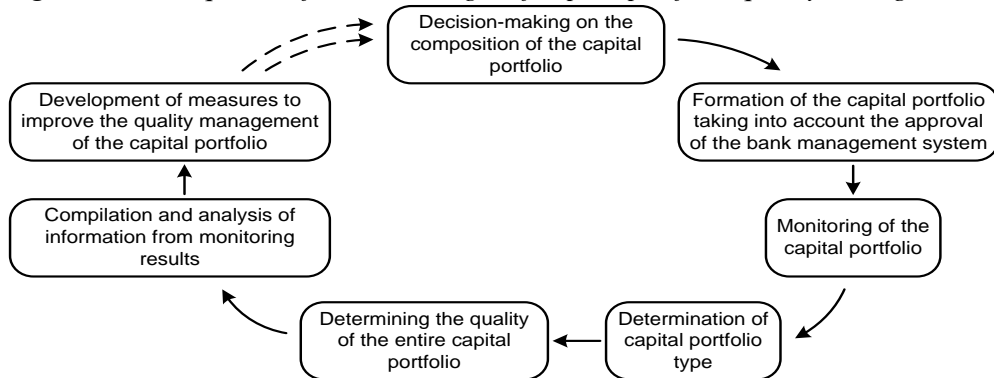 Decision-making on the
composition of the capital
portfolio
Formation of the capital portfolio
taking into account the approval
of the bank management system
Monitoring of the
capital portfolio
Determination of
capital portfolio
type
Determining the quality
of the entire capital
portfolio
Compilation and analysis of
information from monitoring
results
Development of measures to
improve the quality management
of the capital portfolio